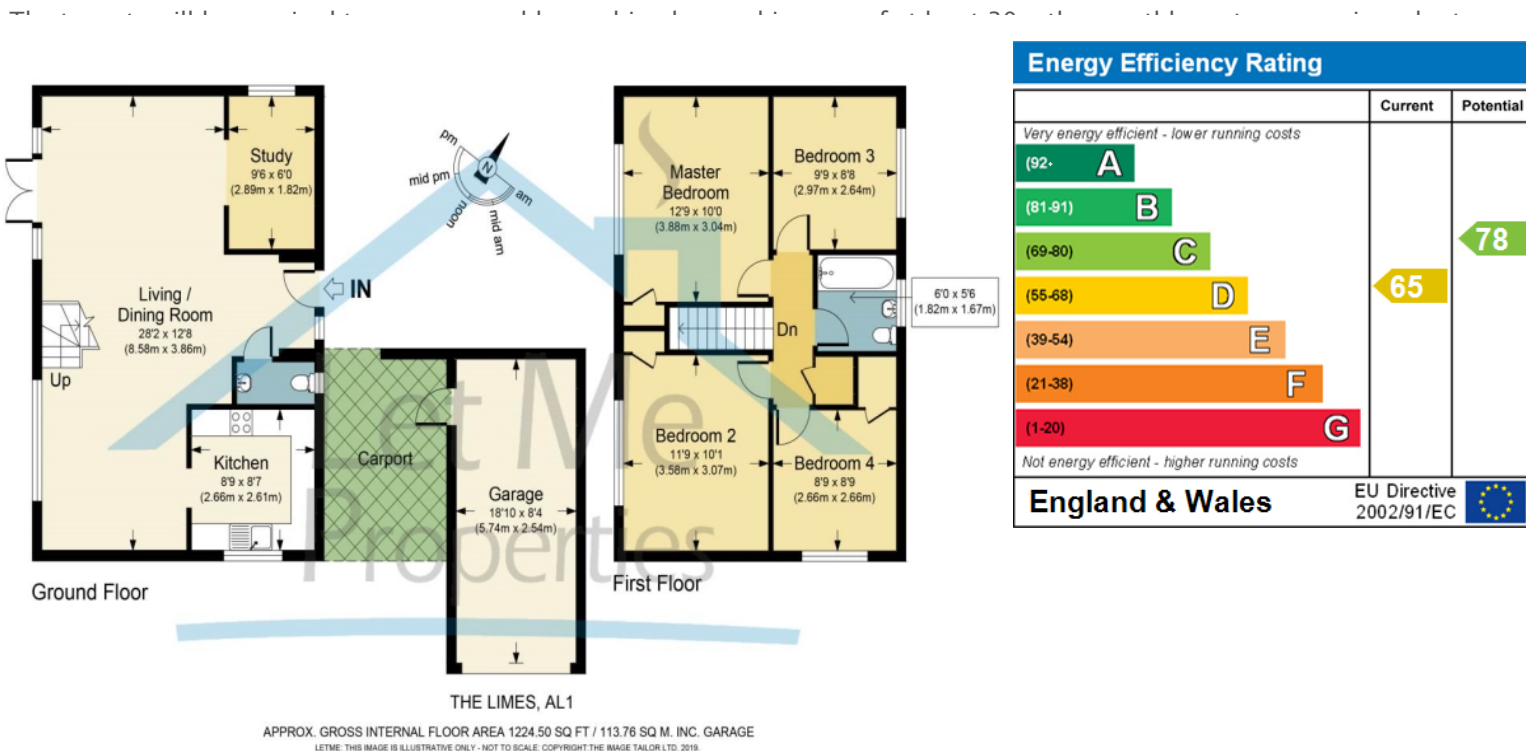 Study
9'6 x 6'0
(2.89m x 1.82m)
Living /
Dining Room
28'2 x 12'8
(8.58m x 3.86m)
Up
IN
Kitchen
8'9 x 8'7
(2.66m x 2.61m)
Carport
Garage
18'10 x 8'4
(5.74m x 2.54m)
Ground Floor
pm
mid pm
noon
mid am
am
N
Master
Bedroom
12'9 x 10'0
(3.88m x 3.04m)
Bedroom 3
9'9 x 8'8
(2.97m x 2.64m)
6'0 x 5'6
(1.82m x 1.67m)
Dn
Bedroom 2
11'9 x 10'1
(3.58m x 3.07m)
Bedroom 4
8'9 x 8'9
(2.66m x 2.66m)
First Floor
Let Me
Properties
THE LIMES, AL1
APPROX. GROSS INTERNAL FLOOR AREA 1224.50 SQ FT / 113.76 SQ M. INC. GARAGE
LETME: THIS IMAGE IS ILLUSTRATIVE ONLY - NOT TO SCALE: COPYRIGHT:THE IMAGE TAILOR LTD. 2019.
Energy Efficiency Rating
Current Potential
Very energy efficient - lower running costs
(92+ A
(81-91) B
(69-80) C
78
(55-68) D
65
(39-54) E
(21-38) F
(1-20) G
Not energy efficient - higher running costs
England & Wales
EU Directive
2002/91/EC